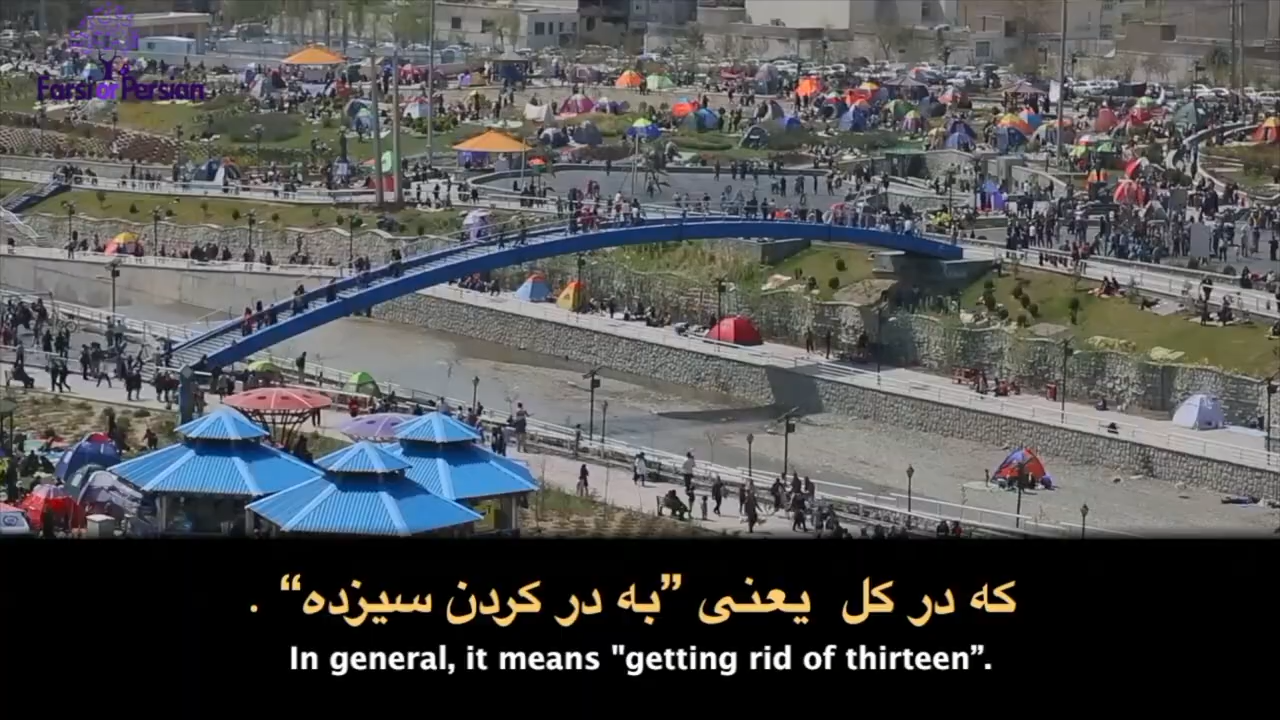 Farsi or Persian
که در کل یعنی ”به در کردن سیزده“ .
In general, it means "getting rid of thirteen”.